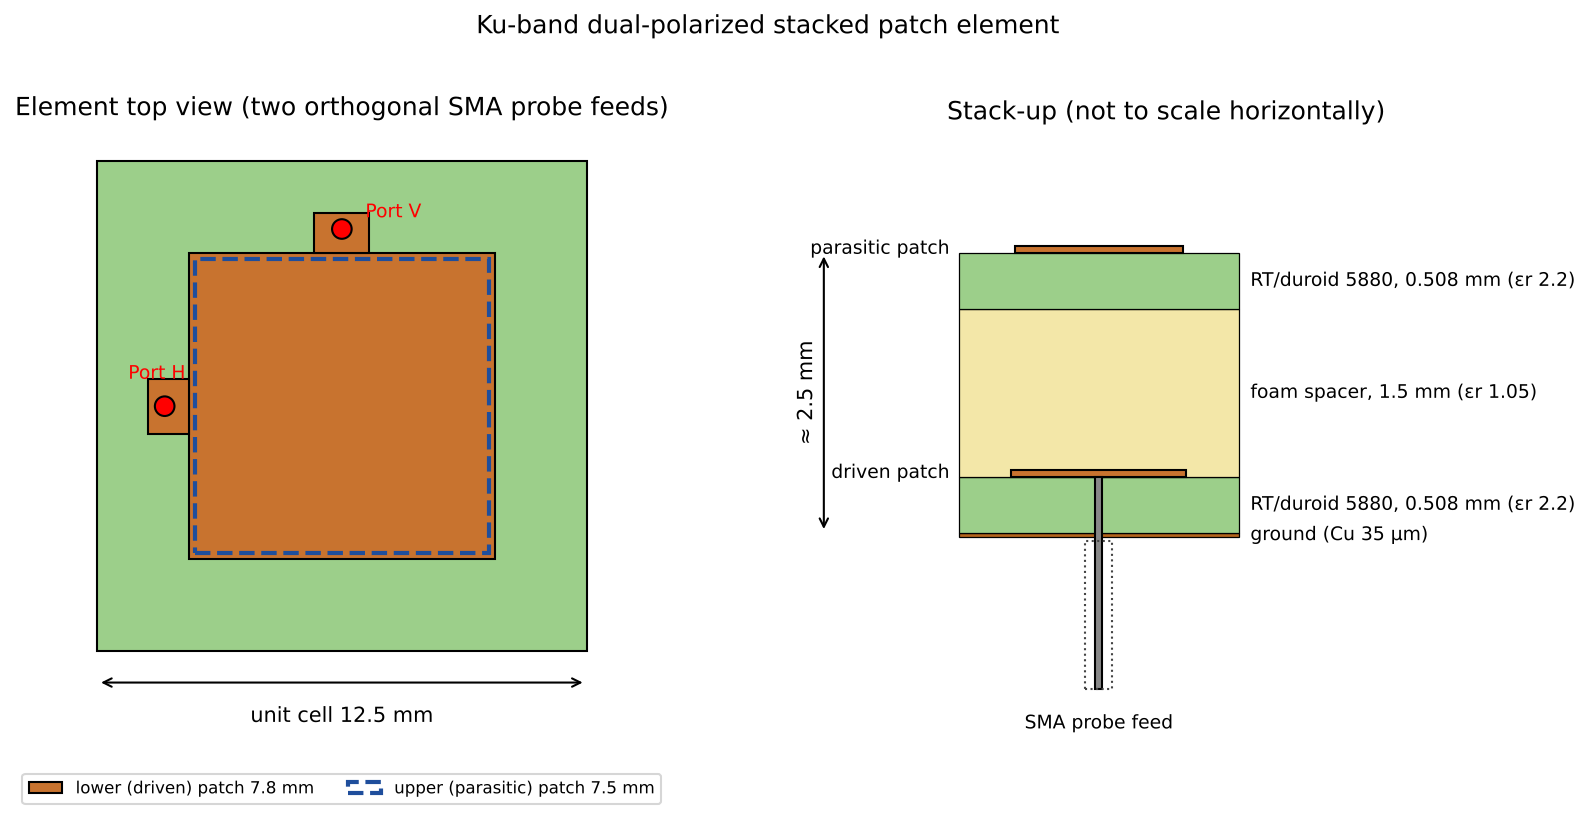 Ku-band dual-polarized stacked patch element
Element top view (two orthogonal SMA probe feeds)
Port V
Port H
unit cell 12.5 mm
lower (driven) patch 7.8 mm
upper (parasitic) patch 7.5 mm
Stack-up (not to scale horizontally)
parasitic patch
RT/duroid 5880, 0.508 mm (εr 2.2)
≈ 2.5 mm
foam spacer, 1.5 mm (εr 1.05)
driven patch
RT/duroid 5880, 0.508 mm (εr 2.2)
ground (Cu 35 μm)
SMA probe feed